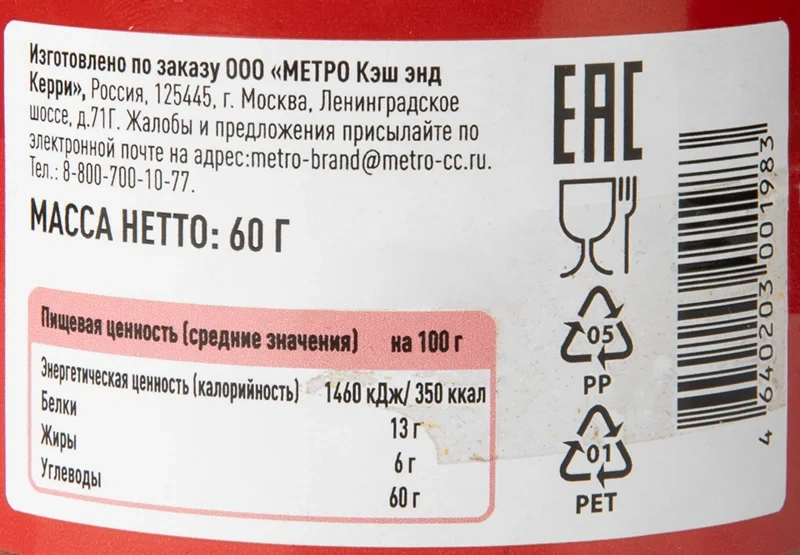 Изготовлено по заказу ООО «МЕТРО Кэш энд
Керри», Россия, 125445, г. Москва, Ленинградское
шоссе, д.71Г. Жалобы и предложения присылайте по
электронной почте на адрес:metro-brand@metro-cc.ru.
Тел.: 8-800-700-10-77.
МАССА НЕТТО: 60 Г
Пищевая ценность (средние значения) на 100 г
Энергетическая ценность (калорийность) 1460 кДж/ 350 ккал
Белки 13 г
Жиры 6 г
Углеводы 60 г
EAC
05
PP
01
PET
4 640203 001983